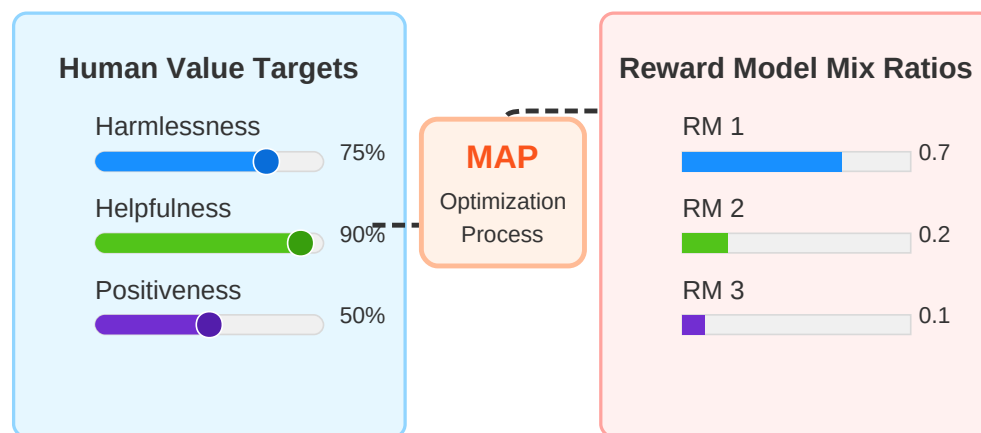 Human Value Targets
Harmlessness
75%
Helpfulness
90%
Positiveness
50%
MAP
Optimization
Process
Reward Model Mix Ratios
RM 1
0.7
RM 2
0.2
RM 3
0.1